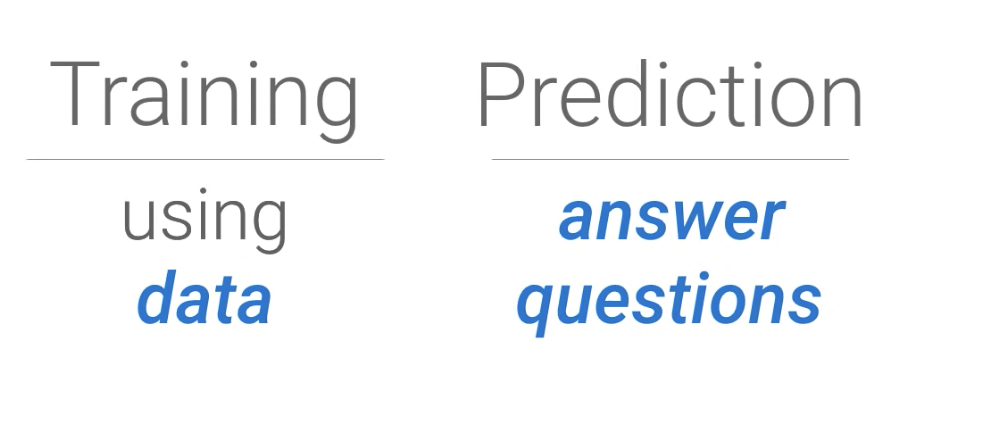 Training
using
data
Prediction
answer
questions